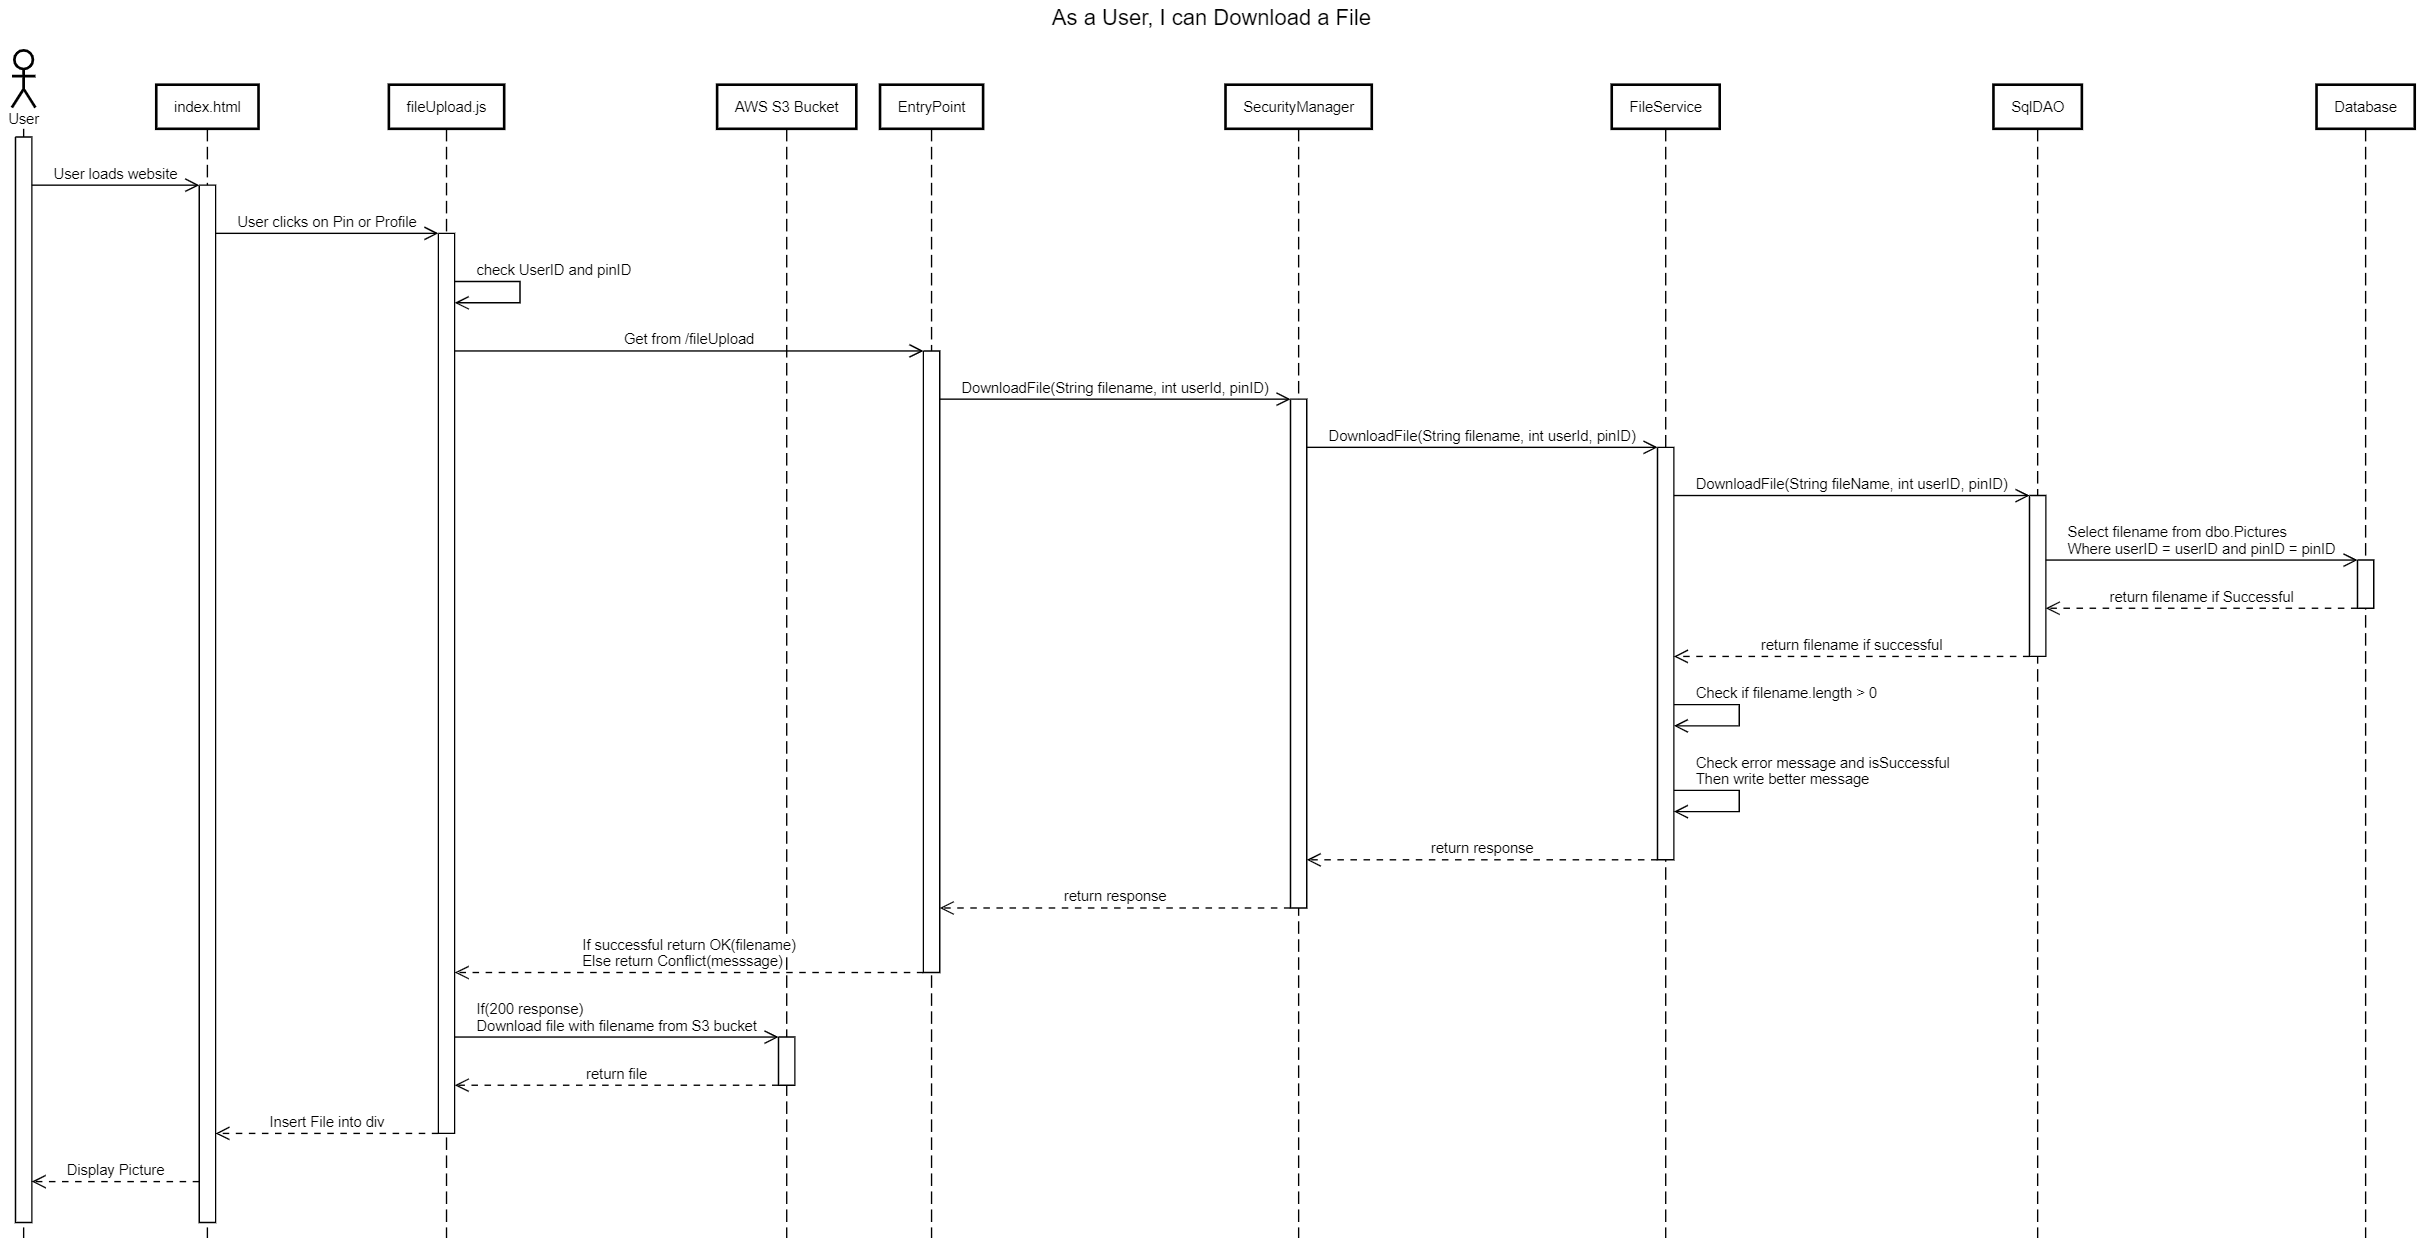 As a User, I can Download a File
User
index.html
fileUpload.js
AWS S3 Bucket
EntryPoint
SecurityManager
FileService
SqlDAO
Database
User loads website
User clicks on Pin or Profile
check UserID and pinID
Get from /fileUpload
DownloadFile(String filename, int userId, pinID)
DownloadFile(String filename, int userId, pinID)
DownloadFile(String fileName, int userID, pinID)
Select filename from dbo.Pictures
Where userID = userID and pinID = pinID
return filename if Successful
return filename if successful
Check if filename.length > 0
Check error message and isSuccessful
Then write better message
return response
return response
If successful return OK(filename)
Else return Conflict(messsage)
If(200 response)
Download file with filename from S3 bucket
return file
Insert File into div
Display Picture